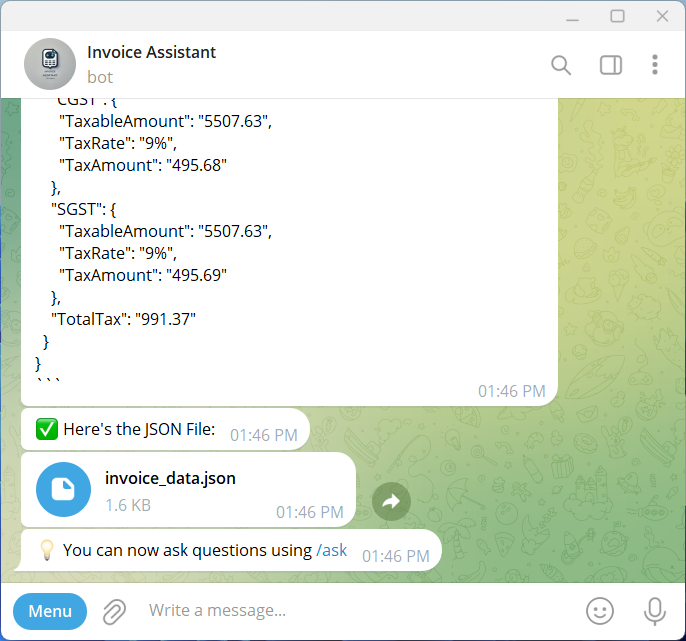 Invoice Assistant
bot
"CGST": {
"TaxableAmount": "5507.63",
"TaxRate": "9%",
"TaxAmount": "495.68"
},
"SGST": {
"TaxableAmount": "5507.63",
"TaxRate": "9%",
"TaxAmount": "495.69"
},
"TotalTax": "991.37"
}
}
```
01:46 PM
✅ Here's the JSON File: 01:46 PM
invoice_data.json
1.6 KB 01:46 PM
💡 You can now ask questions using /ask 01:46 PM
Menu Write a message...